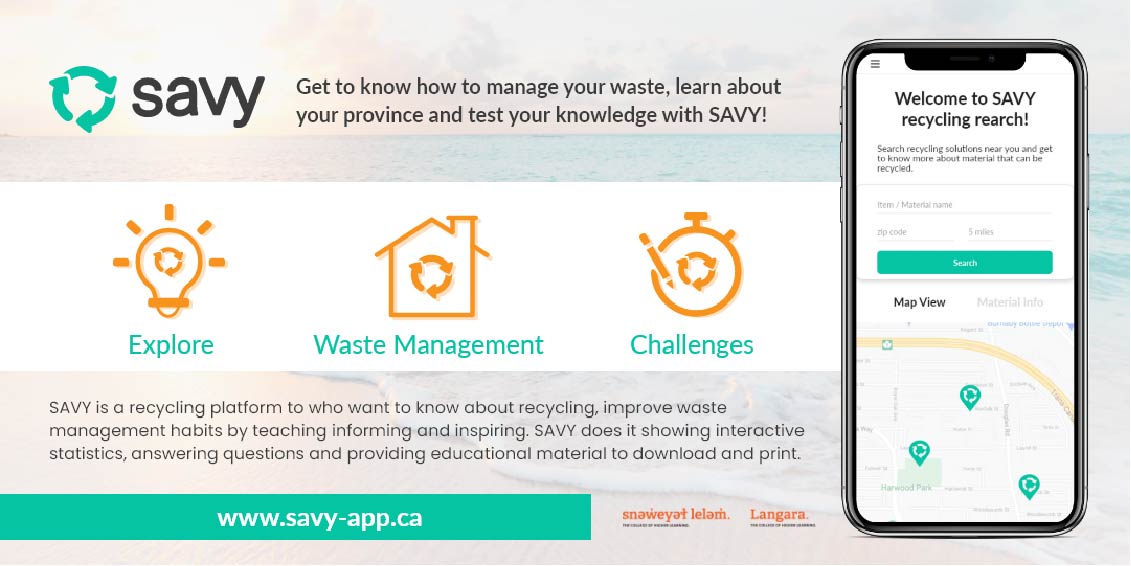 savy
Get to know how to manage your waste, learn about
your province and test your knowledge with SAVY!
Explore
Waste Management
Challenges
SAVY is a recycling platform to who want to know about recycling, improve waste
management habits by teaching informing and inspiring. SAVY does it showing interactive
statistics, answering questions and providing educational material to download and print.
www.savy-app.ca
snəw̓eyəɬ leləm̓.
THE COLLEGE OF HIGHER LEARNING.
Langara.
THE COLLEGE OF HIGHER LEARNING.
Welcome to SAVY
recycling rearch!
Search recycling solutions near you and get
to know more about material that can be
recycled.
Item / Material name
zip code
5 miles
Search
Map View
Material Info
Burnaby Bottle Depot
Douglas Rd
Harwood Park